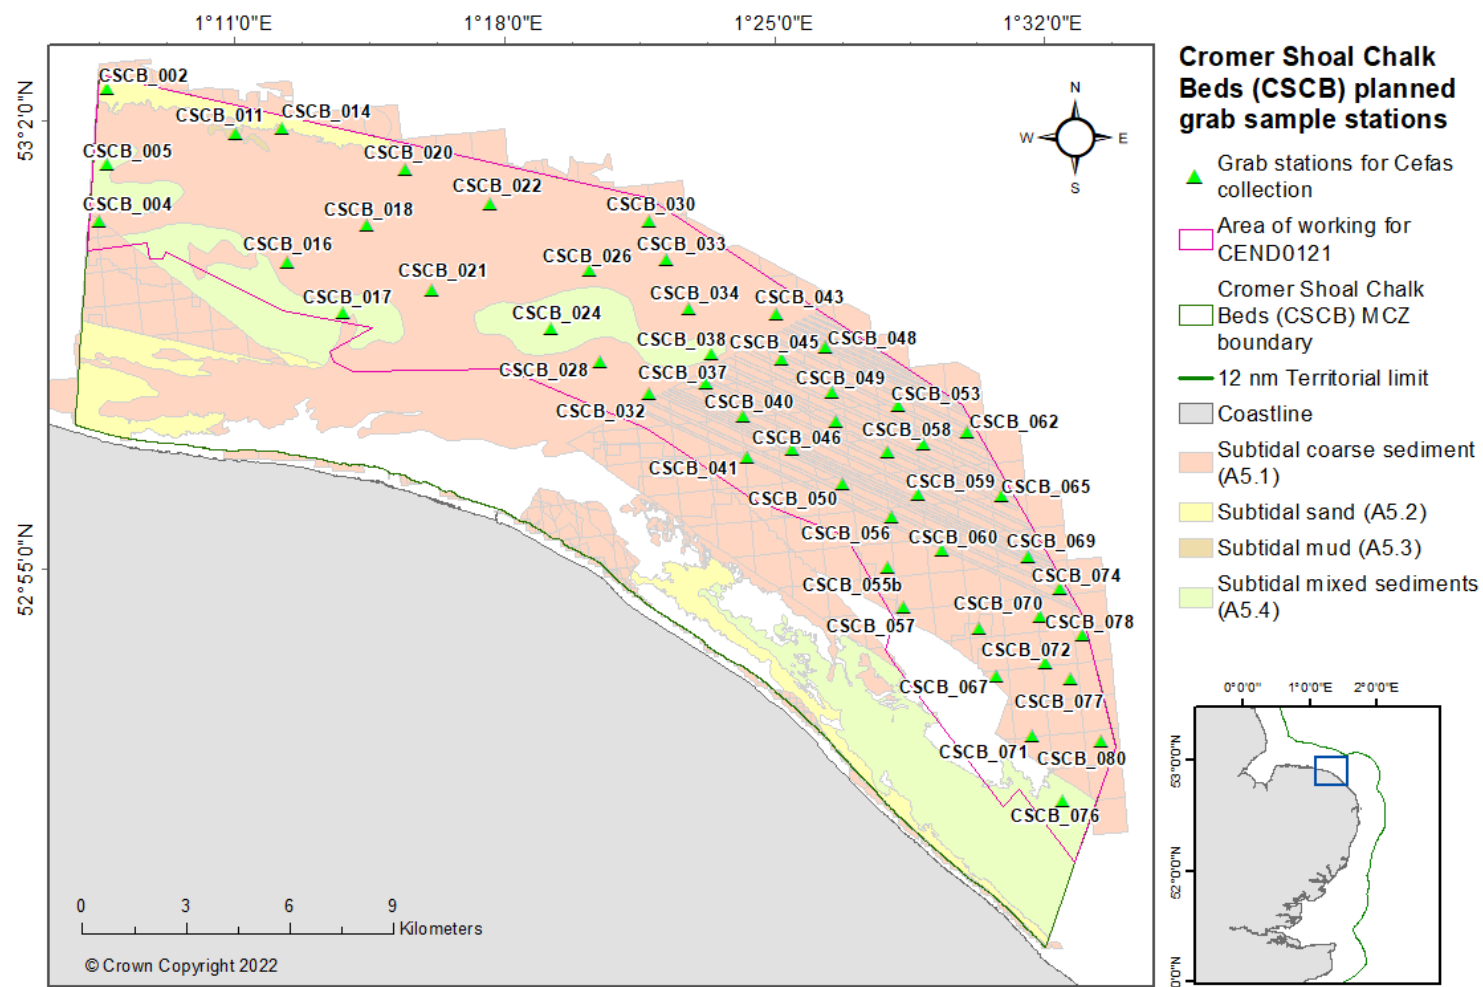 1°11'0"E
1°18'0"E
1°25'0"E
1°32'0"E
53°2'0"N
52°55'0"N
CSCB_002
CSCB_011
CSCB_014
CSCB_005
CSCB_020
CSCB_022
CSCB_004
CSCB_018
CSCB_030
CSCB_016
CSCB_033
CSCB_026
CSCB_021
CSCB_017
CSCB_034
CSCB_043
CSCB_024
CSCB_038
CSCB_045
CSCB_048
CSCB_028
CSCB_037
CSCB_049
CSCB_053
CSCB_032
CSCB_040
CSCB_062
CSCB_046
CSCB_058
CSCB_041
CSCB_050
CSCB_059
CSCB_065
CSCB_056
CSCB_060
CSCB_069
CSCB_055b
CSCB_074
CSCB_057
CSCB_070
CSCB_078
CSCB_072
CSCB_067
CSCB_077
CSCB_071
CSCB_080
CSCB_076
N
W
E
S
0
3
6
9
Kilometers
© Crown Copyright 2022
Cromer Shoal Chalk
Beds (CSCB) planned
grab sample stations
Grab stations for Cefas
collection
Area of working for
CEND0121
Cromer Shoal Chalk
Beds (CSCB) MCZ
boundary
12 nm Territorial limit
Coastline
Subtidal coarse sediment
(A5.1)
Subtidal sand (A5.2)
Subtidal mud (A5.3)
Subtidal mixed sediments
(A5.4)
0°0'0"
1°0'0"E
2°0'0"E
53°0'0"N
52°0'0"N